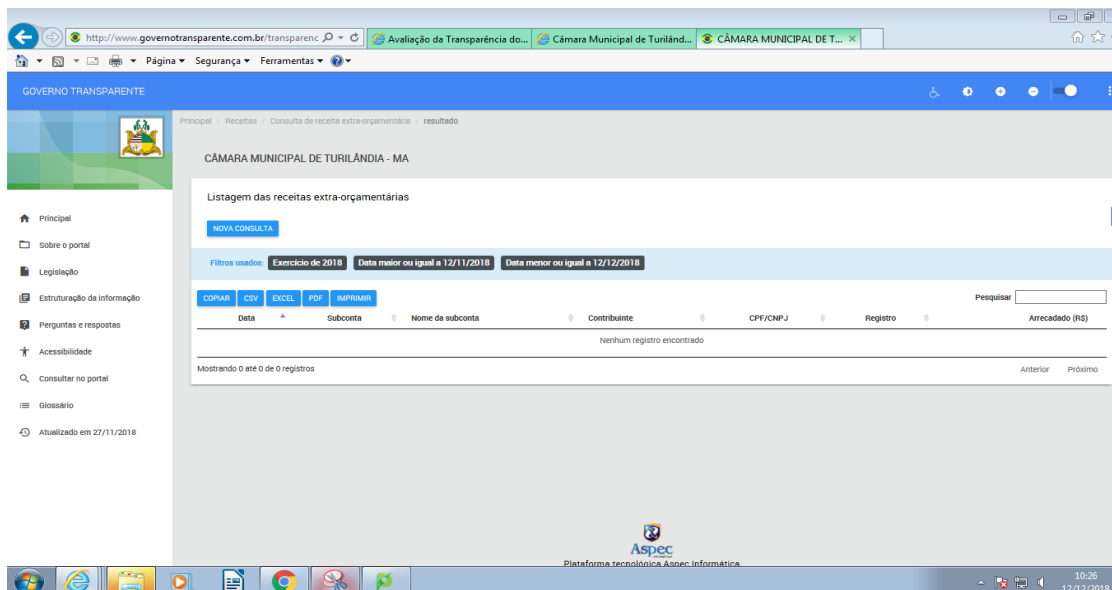 http://www.governotransparente.com.br/transparenc
Avaliação da Transparência do...
Câmara Municipal de Turilând...
CÂMARA MUNICIPAL DE T...
Página Segurança Ferramentas
GOVERNO TRANSPARENTE
Principal / Receitas / Consulta de receita extra-orçamentária / resultado
CÂMARA MUNICIPAL DE TURILÂNDIA - MA
Listagem das receitas extra-orçamentárias
NOVA CONSULTA
Filtros usados: Exercício de 2018 Data maior ou igual a 12/11/2018 Data menor ou igual a 12/12/2018
COPIAR CSV EXCEL PDF IMPRIMIR Pesquisar
Data Subconta Nome da subconta Contribuinte CPF/CNPJ Registro Arrecadado (R$)
Nenhum registro encontrado
Mostrando 0 até 0 de 0 registros Anterior Próximo
Principal
Sobre o portal
Legislação
Estruturação da informação
Perguntas e respostas
Acessibilidade
Consultar no portal
Glossário
Atualizado em 27/11/2018
Aspec
Plataforma tecnológica Aspec Informática
10:26
12/12/2018